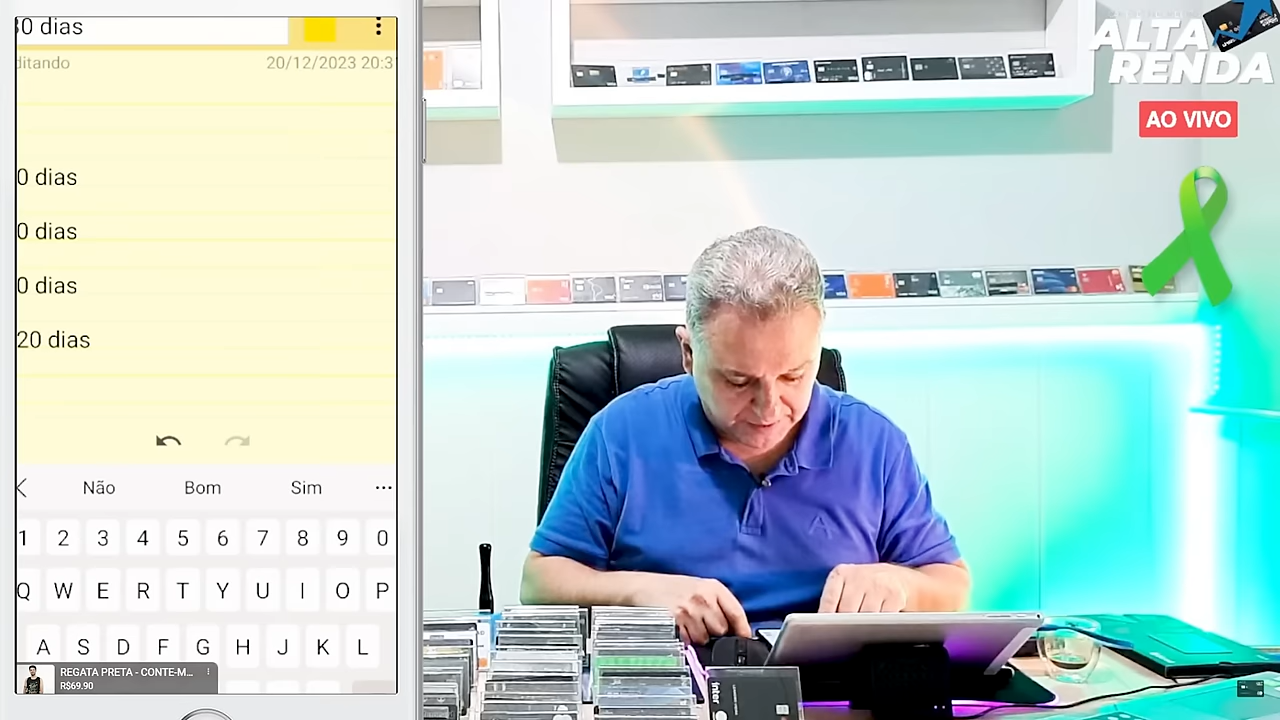 0 dias
ditando
20/12/2023 20:3
0 dias
0 dias
0 dias
20 dias
Não
Bom
Sim
1 2 3 4 5 6 7 8 9 0
Q W E R T Y U I O P
A S D F G H J K L
REGATA PRETA - CONTE-M...
R$69.90
ALTA
RENDA
AO VIVO
inter